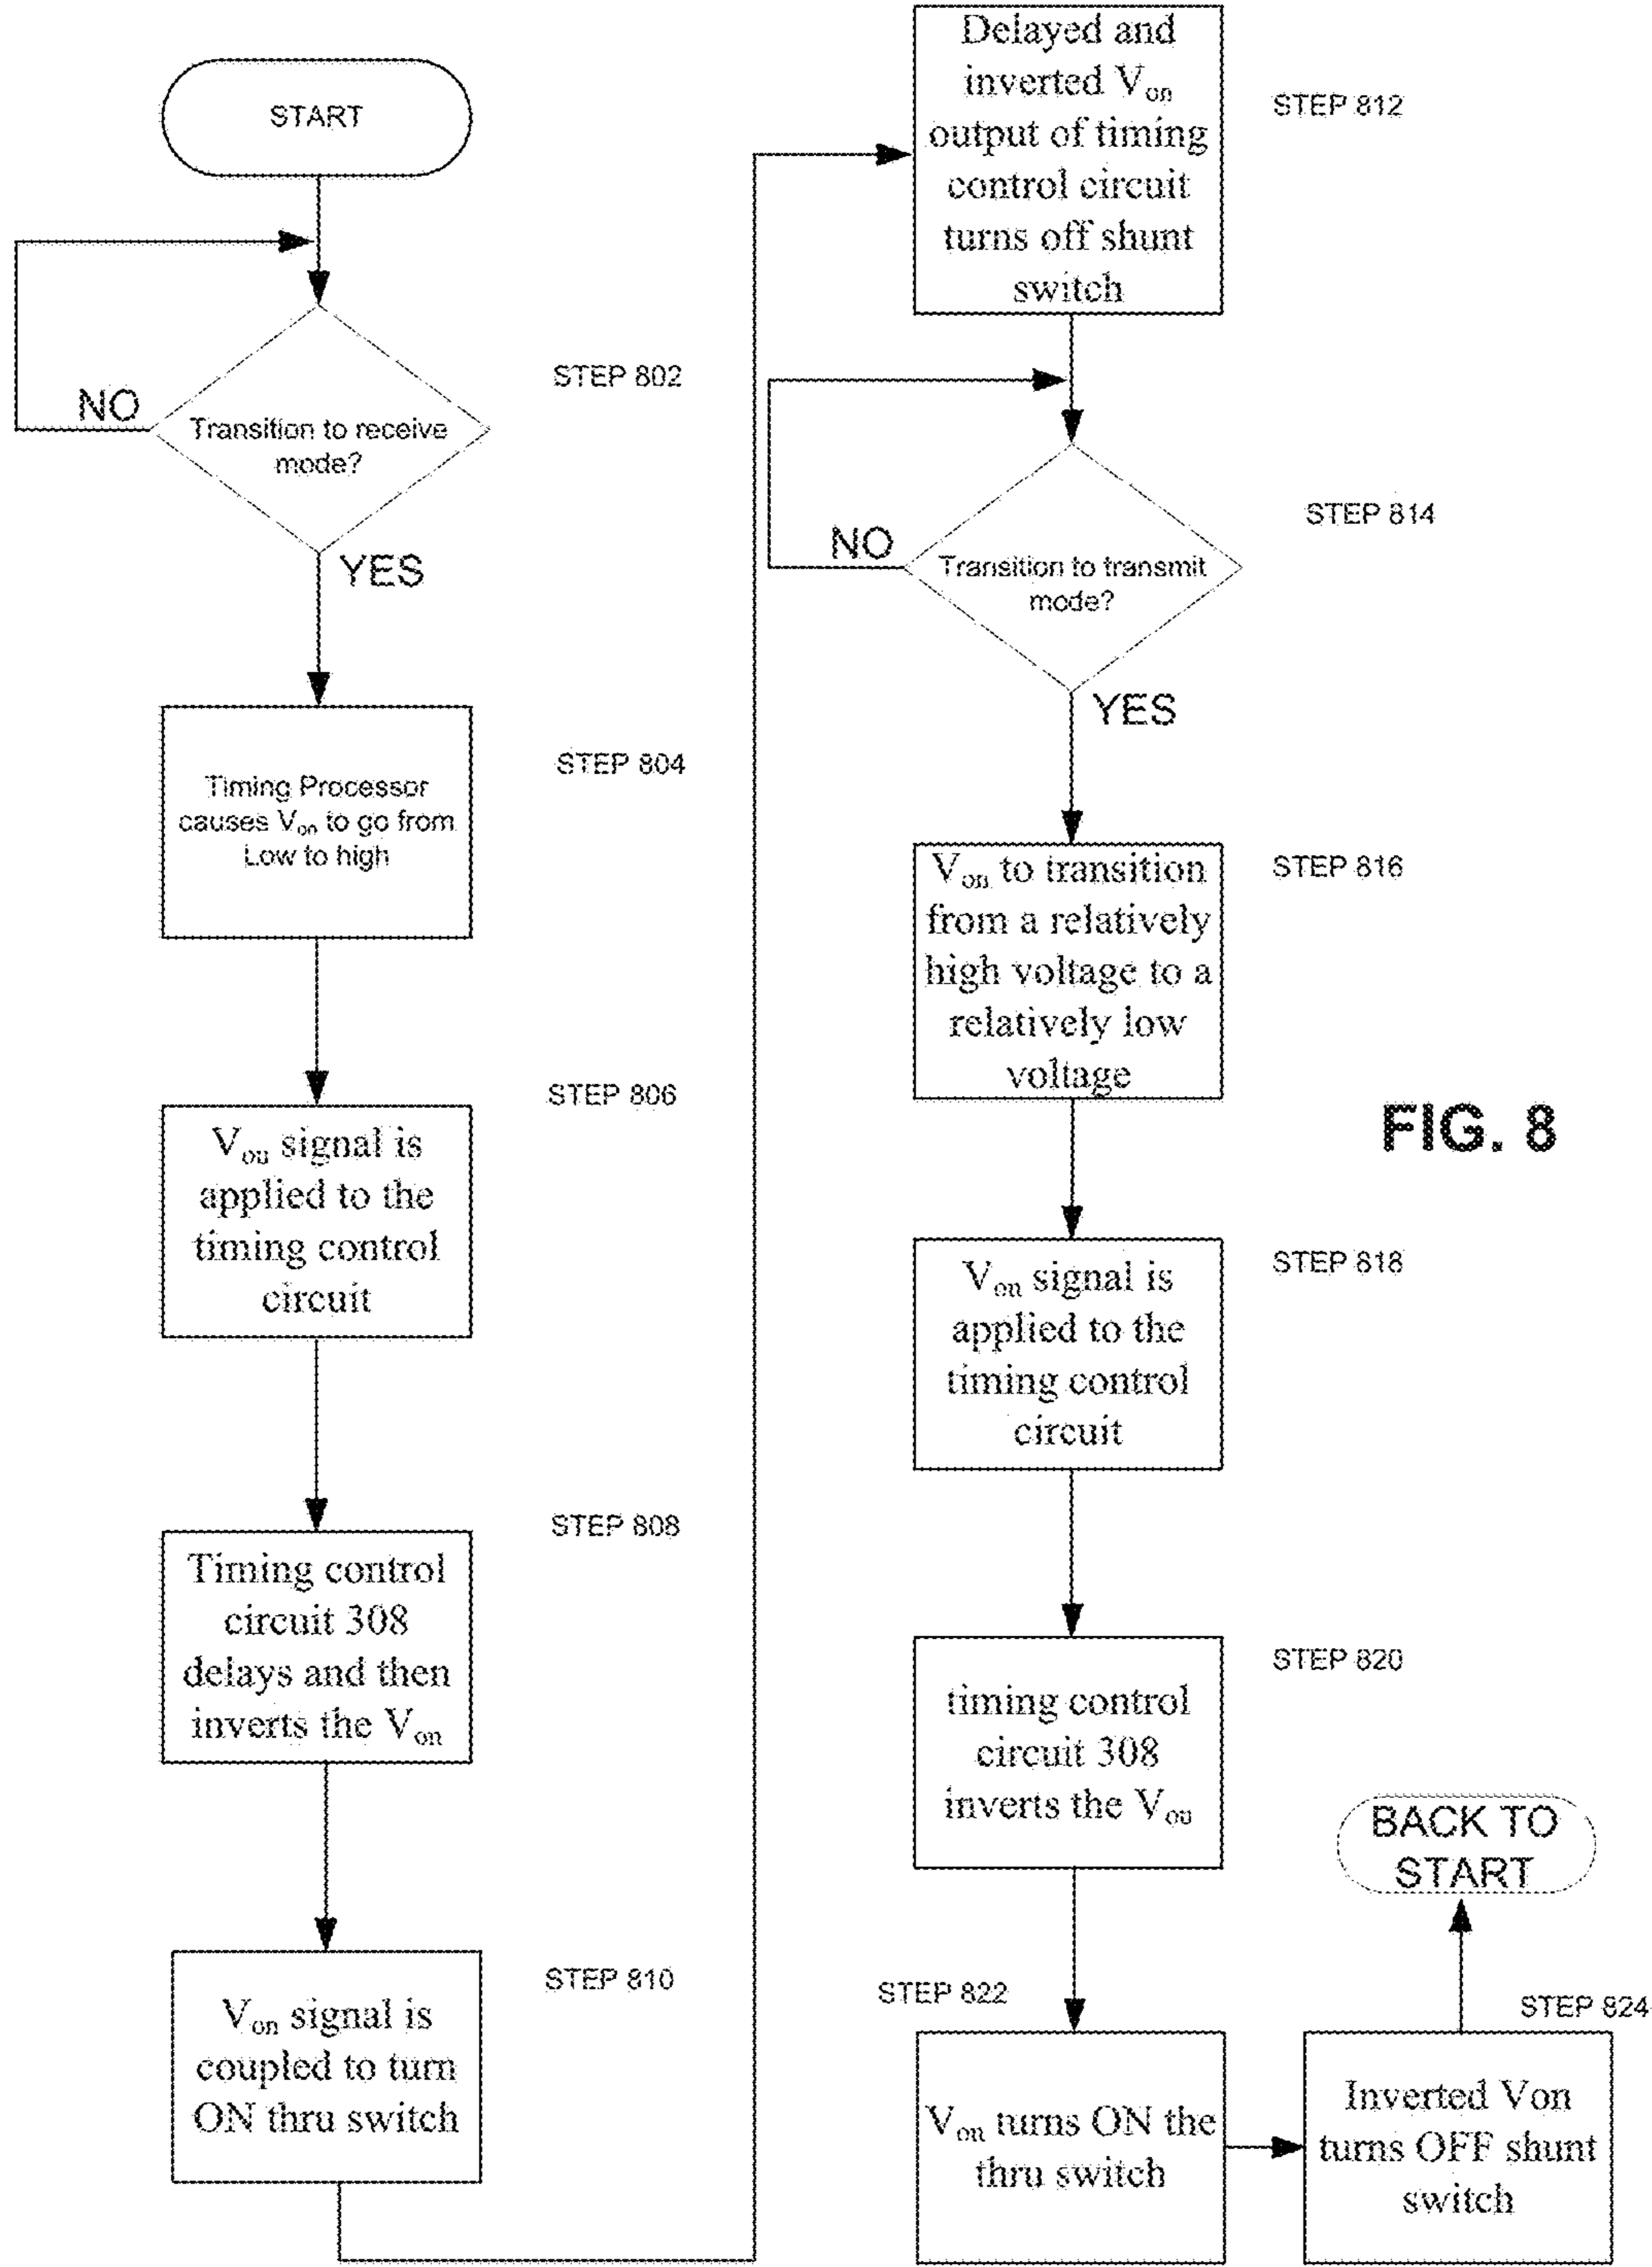 START
STEP 802
NO
Transition to receive
mode?
YES
STEP 804
Timing Processor
causes Von to go from
Low to high
STEP 806
Von signal is
applied to the
timing control
circuit
STEP 808
Timing control
circuit 308
delays and then
inverts the Von
STEP 810
Von signal is
coupled to turn
ON thru switch
Delayed and
inverted Von
output of timing
control circuit
turns off shunt
switch
STEP 812
STEP 814
NO
Transition to transmit
mode?
YES
STEP 816
Von to transition
from a relatively
high voltage to a
relatively low
voltage
FIG. 8
STEP 818
Von signal is
applied to the
timing control
circuit
STEP 820
timing control
circuit 308
inverts the Von
STEP 822
Von turns ON the
thru switch
STEP 824
Inverted Von
turns OFF shunt
switch
BACK TO
START